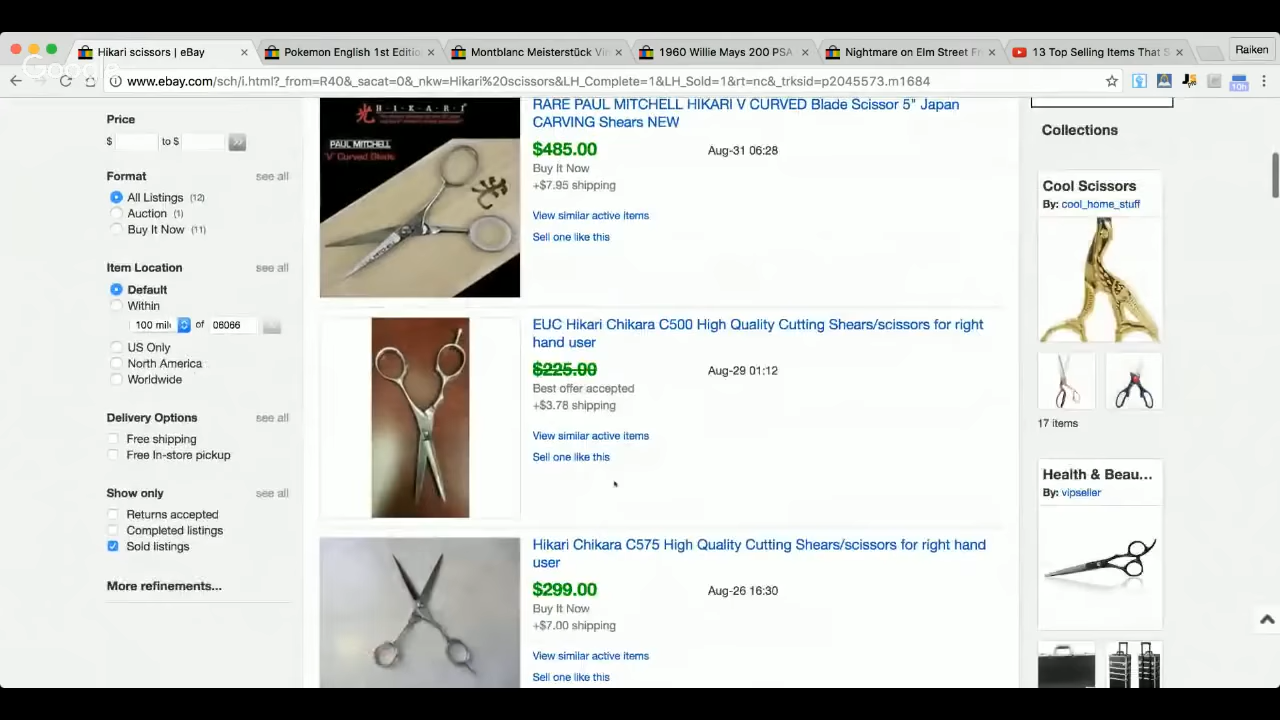 Hikari scissors | eBay
Pokemon English 1st Editio
Montblanc Meisterstück Vi
1960 Willie Mays 200 PSA
Nightmare on Elm Street Fr
13 Top Selling Items That S
Raiken
Google
www.ebay.com/sch/i.html?_from=R40&_sacat=0&_nkw=Hikari%20scissors&LH_Complete=1&LH_Sold=1&rt=nc&_trksid=p2045573.m1684
10h
Price
$ to $
Format see all
All Listings (12)
Auction (1)
Buy It Now (11)
Item Location see all
Default
Within
100 mil of 06066
US Only
North America
Worldwide
Delivery Options see all
Free shipping
Free In-store pickup
Show only see all
Returns accepted
Completed listings
Sold listings
More refinements...
HIKARI
PAUL MITCHELL
"V" Curved Blade
RARE PAUL MITCHELL HIKARI V CURVED Blade Scissor 5" Japan
CARVING Shears NEW
$485.00 Aug-31 06:28
Buy It Now
+$7.95 shipping
View similar active items
Sell one like this
EUC Hikari Chikara C500 High Quality Cutting Shears/scissors for right
hand user
$225.00 Aug-29 01:12
Best offer accepted
+$3.78 shipping
View similar active items
Sell one like this
Hikari Chikara C575 High Quality Cutting Shears/scissors for right hand
user
$299.00 Aug-26 16:30
Buy It Now
+$7.00 shipping
View similar active items
Sell one like this
Collections
Cool Scissors
By: cool_home_stuff
17 items
Health & Beau...
By: vipseller